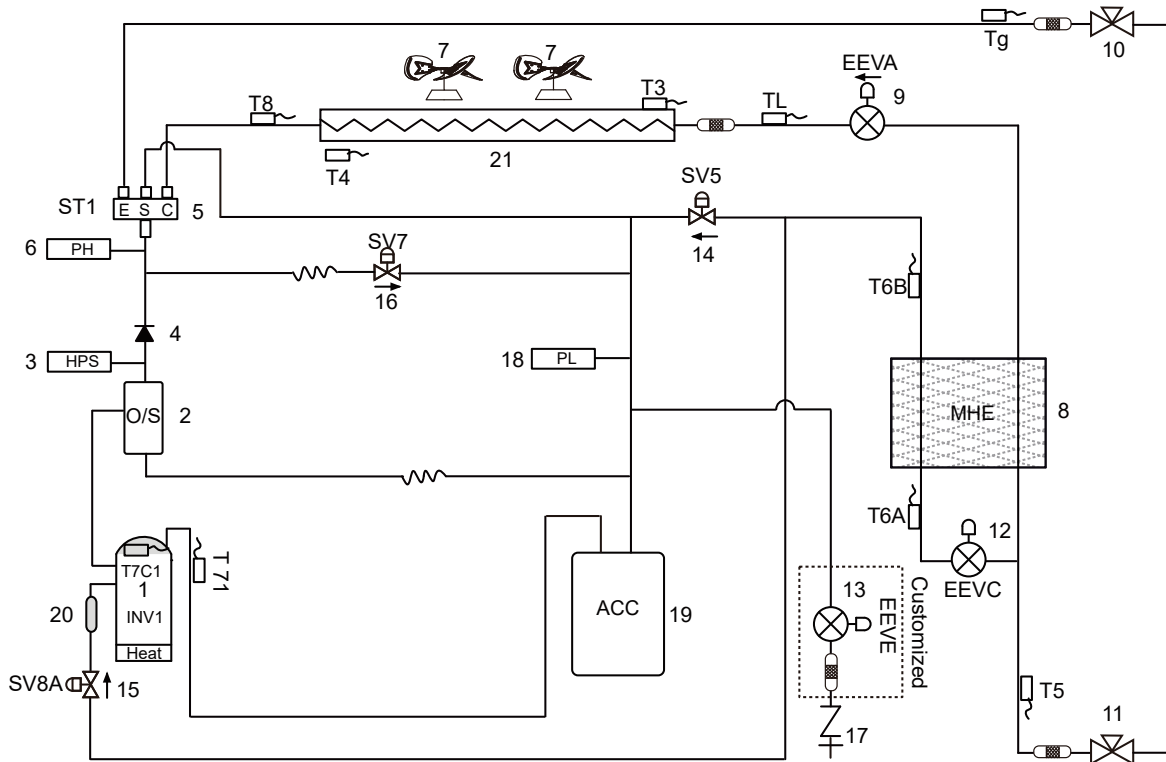 Tg
10
7
7
EEVA
9
T8
T3
TL
T4
21
ST1
E S C
5
SV5
14
6
PH
SV7
16
T6B
4
3
HPS
18
PL
MHE
8
O/S
2
T6A
12
EEVC
T7C1
1
INV1
Heat
T 71
20
ACC
19
13
EEVE
Customized
SV8A
15
T5
17
11